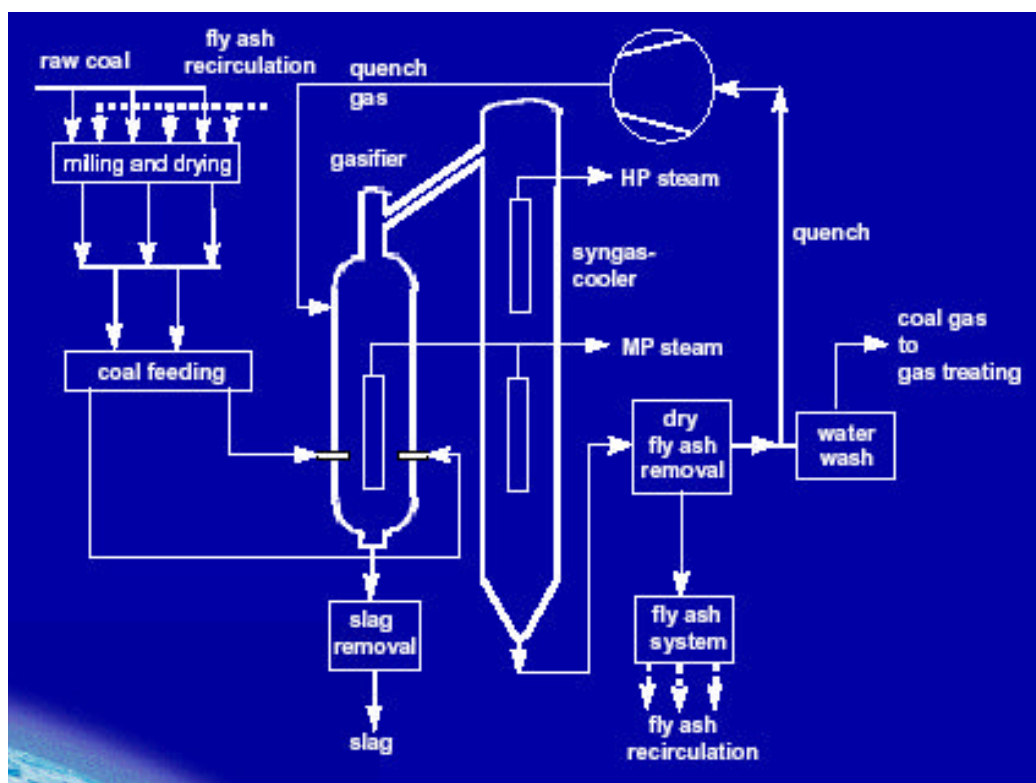 raw coal
fly ash
recirculation
quench
gas
milling and drying
gasifier
HP steam
syngas-
cooler
quench
coal gas
to
gas treating
MP steam
coal feeding
dry
fly ash
removal
water
wash
slag
removal
fly ash
system
slag
fly ash
recirculation